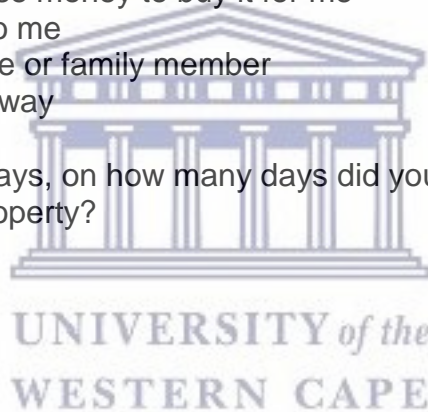 money to buy it for me
me
e or family member
way
ays, on how many days did you
operty?
UNIVERSITY of the
WESTERN CAPE